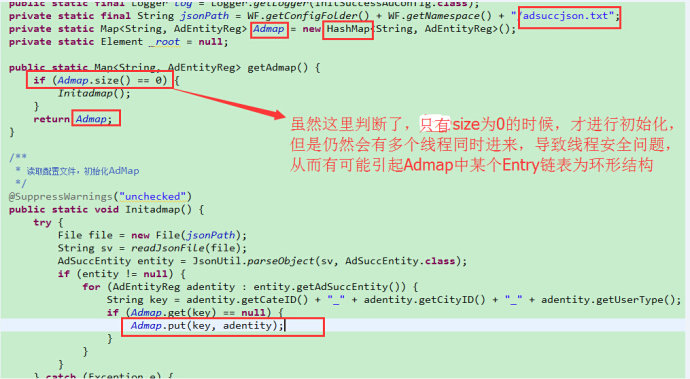 public static final Logger log = Logger.getLogger(InitSuccessAdConfig.class);
private static final String jsonPath = WF.getConfigFolder() + WF.getNamespace() + "/adsuccjson.txt";
private static Map<String, AdEntityReg> Admap = new HashMap<String, AdEntityReg>();
private static Element _root = null;
public static Map<String, AdEntityReg> getAdmap() {
if (Admap.size() == 0) {
Initadmap();
}
return Admap;
}
虽然这里判断了，只有size为0的时候，才进行初始化，
但是仍然会有多个线程同时进来，导致线程安全问题，
从而有可能引起Admap中某个Entry链表为环形结构
/**
* 读取配置文件，初始化AdMap
*/
@SuppressWarnings("unchecked")
public static void Initadmap() {
try {
File file = new File(jsonPath);
String sv = readJsonFile(file);
AdSuccEntity entity = JsonUtil.parseObject(sv, AdSuccEntity.class);
if (entity != null) {
for (AdEntityReg adentity : entity.getAdSuccEntity()) {
String key = adentity.getCateID() + "_" + adentity.getCityID() + "_" + adentity.getUserType();
if (Admap.get(key) == null) {
Admap.put(key, adentity);
}
}
}
} catch (Exception e) {